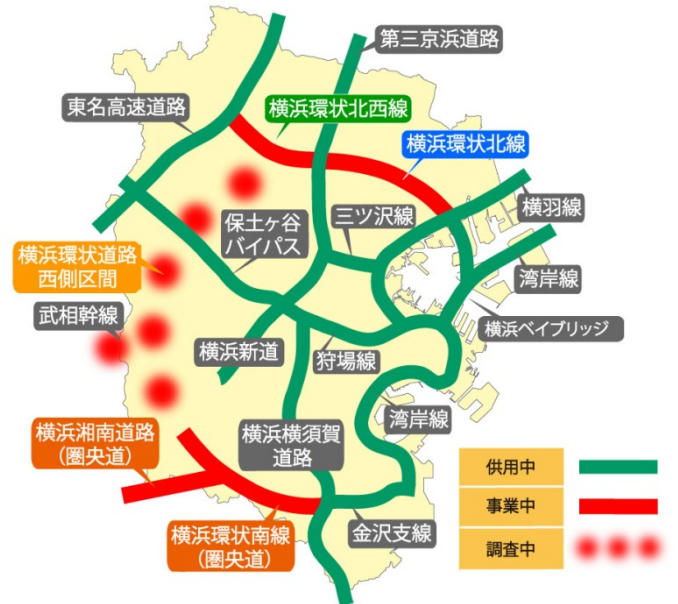 第三京浜道路
横浜環状北西線
東名高速道路
横浜環状北線
横羽線
三ツ沢線
保土ヶ谷
バイパス
横浜環状道路
西側区間
湾岸線
武相幹線
横浜ベイブリッジ
横浜新道
狩場線
湾岸線
横浜湘南道路
(圏央道)
横浜横須賀
道路
横浜環状南線
(圏央道)
金沢支線
供用中
事業中
調査中